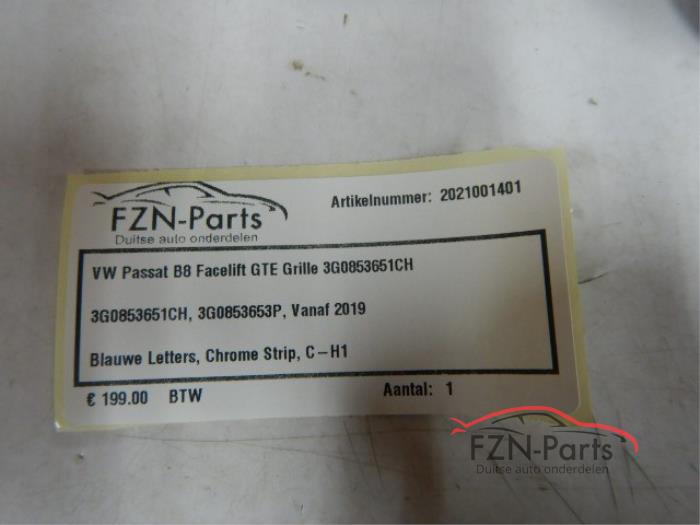 FZN-Parts
Duitse auto onderdelen
Artikelnummer: 2021001401
VW Passat B8 Facelift GTE Grille 3G0853651CH
3G0853651CH, 3G0853653P, Vanaf 2019
Blauwe Letters, Chrome Strip, C-H1
€ 199.00 BTW
Aantal: 1
FZN-Parts
Duitse auto onderdelen